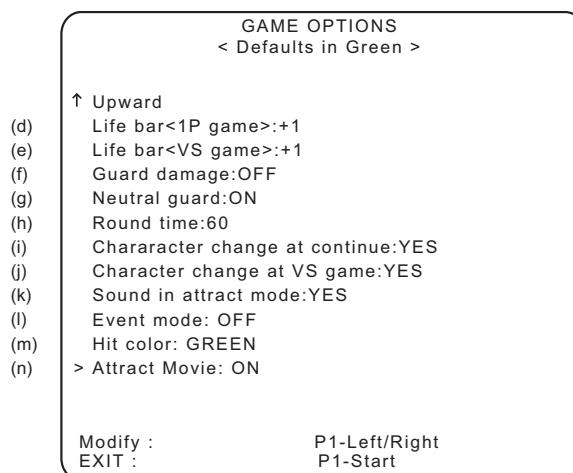 GAME OPTIONS
< Defaults in Green >
↑ Upward
(d) Life bar<1P game>:+1
(e) Life bar<VS game>:+1
(f) Guard damage:OFF
(g) Neutral guard:ON
(h) Round time:60
(i) Chararacter change at continue:YES
(j) Character change at VS game:YES
(k) Sound in attract mode:YES
(l) Event mode: OFF
(m) Hit color: GREEN
(n) > Attract Movie: ON
Modify : P1-Left/Right
EXIT : P1-Start